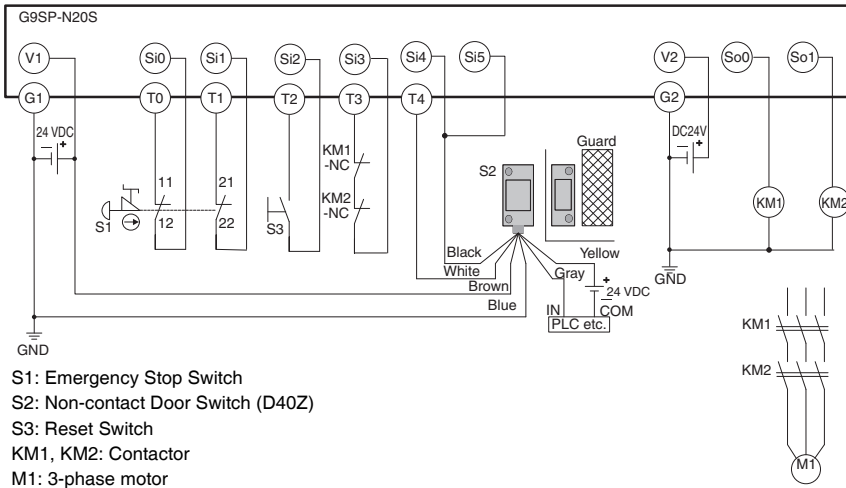 G9SP-N20S
V1 Si0 Si1 Si2 Si3 Si4 Si5 V2 So0 So1
G1 T0 T1 T2 T3 T4 G2
24 VDC
− +
KM1
-NC
KM2
-NC
11
12
21
22
S1
S3
S2
Guard
DC24V
− +
KM1
KM2
Black
White
Brown
Blue
Yellow
Gray
+
24 VDC
−
IN
COM
PLC etc.
GND
GND
KM1
KM2
M1
S1: Emergency Stop Switch
S2: Non-contact Door Switch (D40Z)
S3: Reset Switch
KM1, KM2: Contactor
M1: 3-phase motor